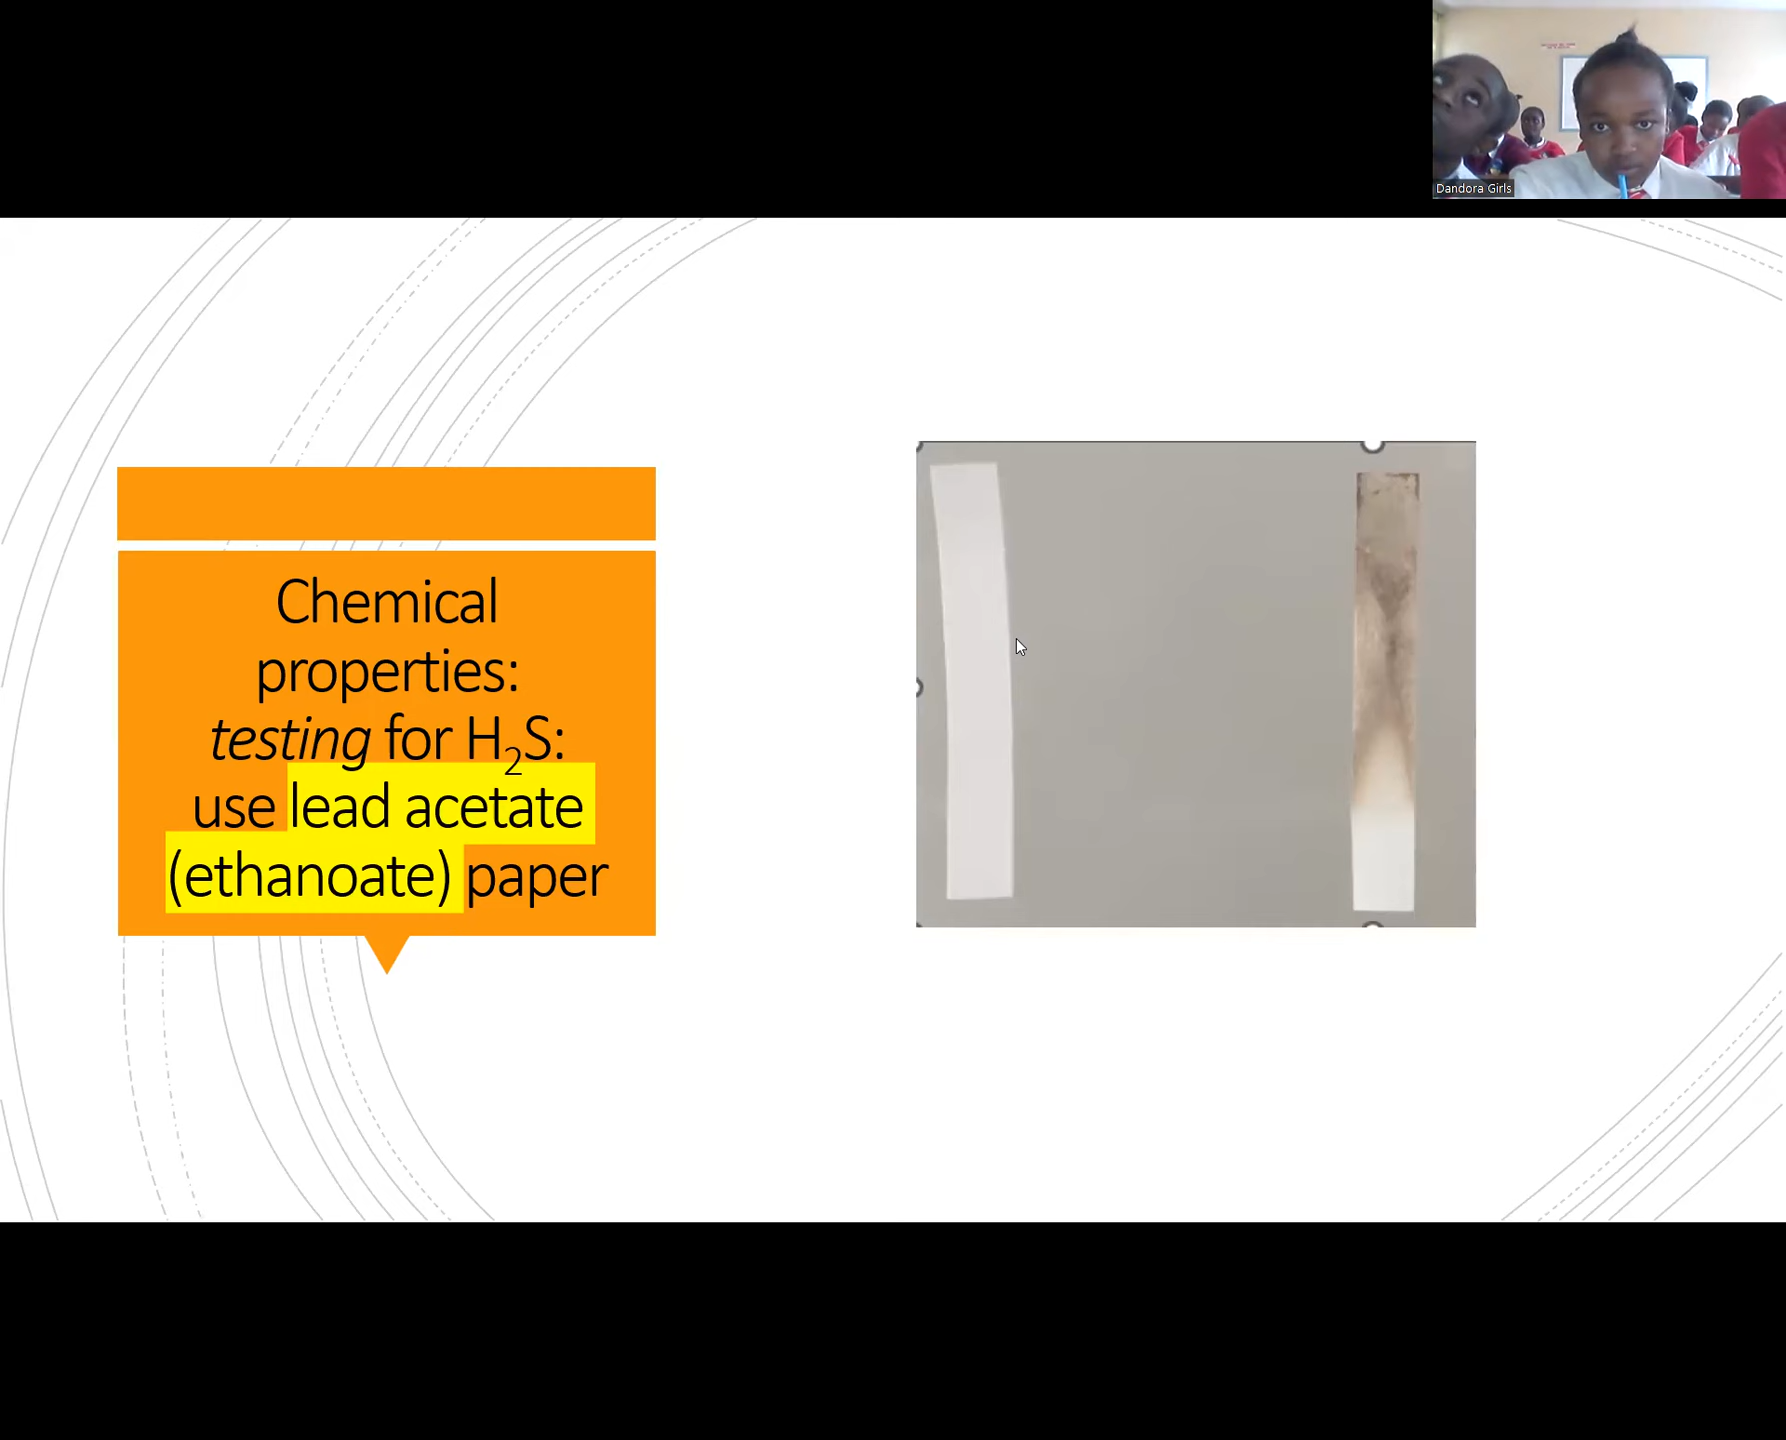 Dandora Girls
Chemical
properties:
testing for H₂S:
use lead acetate
(ethanoate) paper